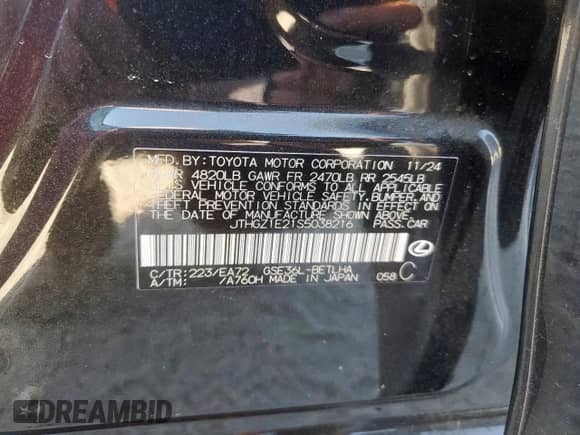 MFD. BY: TOYOTA MOTOR CORPORATION 11/24
GVWR 4820LB GAWR FR 2470LB RR 2545LB
THIS VEHICLE CONFORMS TO ALL APPLICABLE
FEDERAL MOTOR VEHICLE SAFETY, BUMPER, AND
THEFT PREVENTION STANDARDS IN EFFECT ON
THE DATE OF MANUFACTURE SHOWN ABOVE.
JTHGZ1E21S5038216 PASS. CAR
C/TR: 223/EA72 GSE36L-BETLHA
A/TM: /A760H MADE IN JAPAN 058 C
DREAMBID